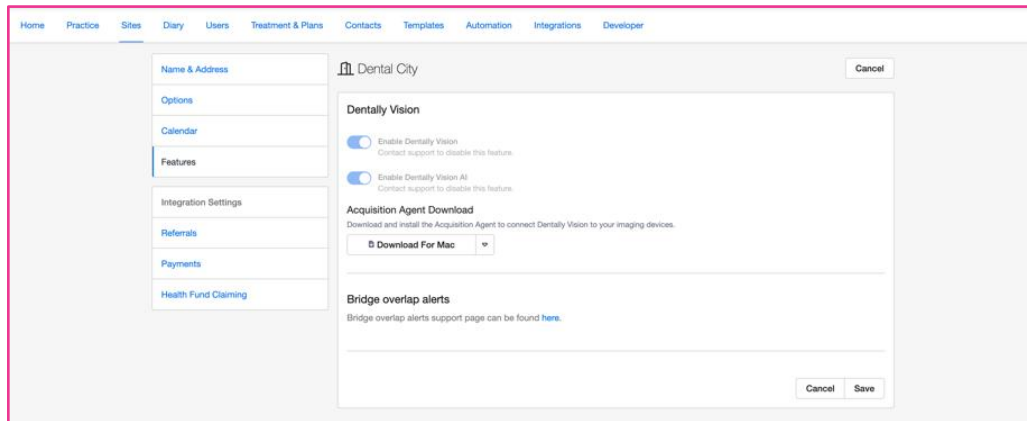 Home Practice Sites Diary Users Treatment & Plans Contacts Templates Automation Integrations Developer
Name & Address
Options
Calendar
Features
Integration Settings
Referrals
Payments
Health Fund Claiming
Dental City
Cancel
Dentally Vision
Enable Dentally Vision
Contact support to disable this feature.
Enable Dentally Vision AI
Contact support to disable this feature.
Acquisition Agent Download
Download and install the Acquisition Agent to connect Dentally Vision to your imaging devices.
Download For Mac
Bridge overlap alerts
Bridge overlap alerts support page can be found here.
Cancel Save